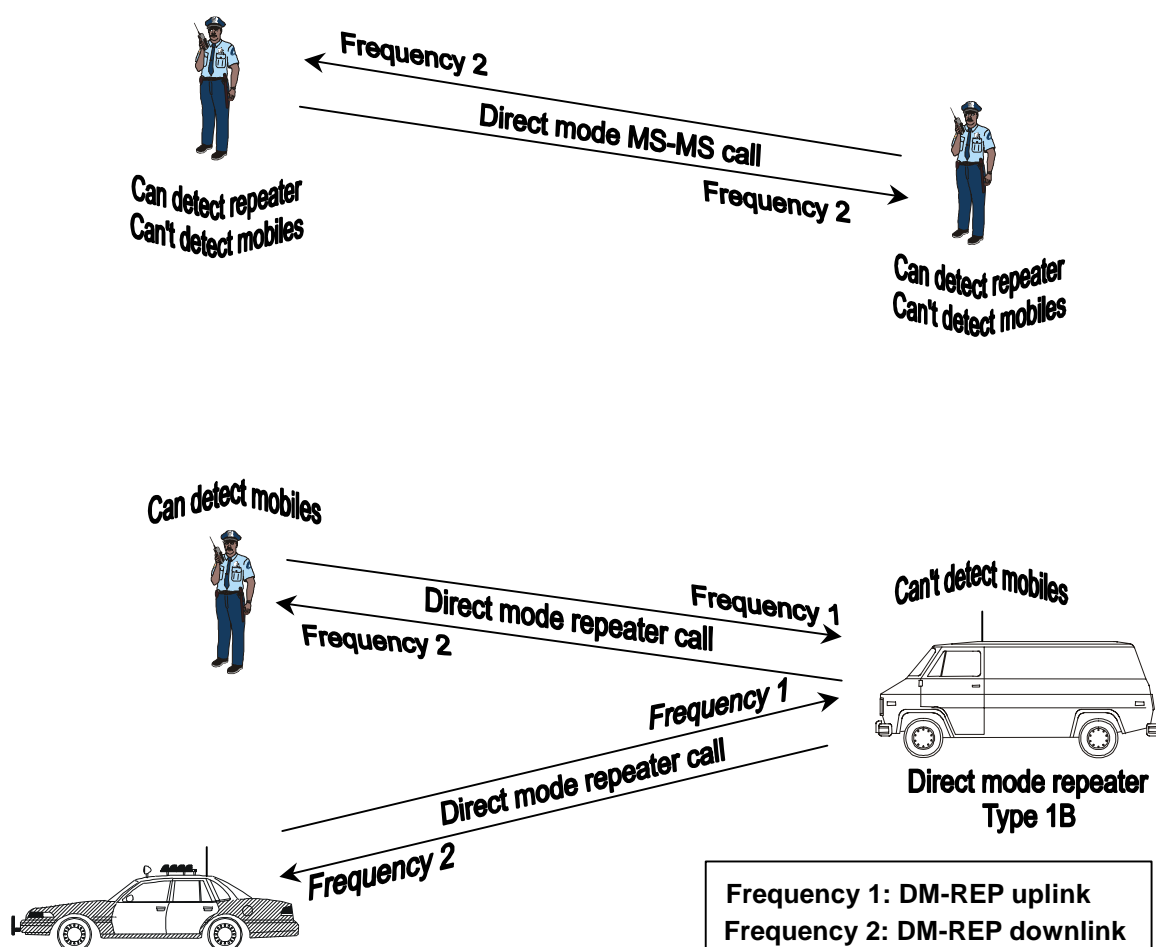 Frequency 2
Direct mode MS-MS call
Frequency 2
Can detect repeater
Can't detect mobiles
Can detect repeater
Can't detect mobiles
Can detect mobiles
Frequency 1
Direct mode repeater call
Frequency 2
Can't detect mobiles
Frequency 1
Direct mode repeater call
Frequency 2
Direct mode repeater
Type 1B
Frequency 1: DM-REP uplink
Frequency 2: DM-REP downlink